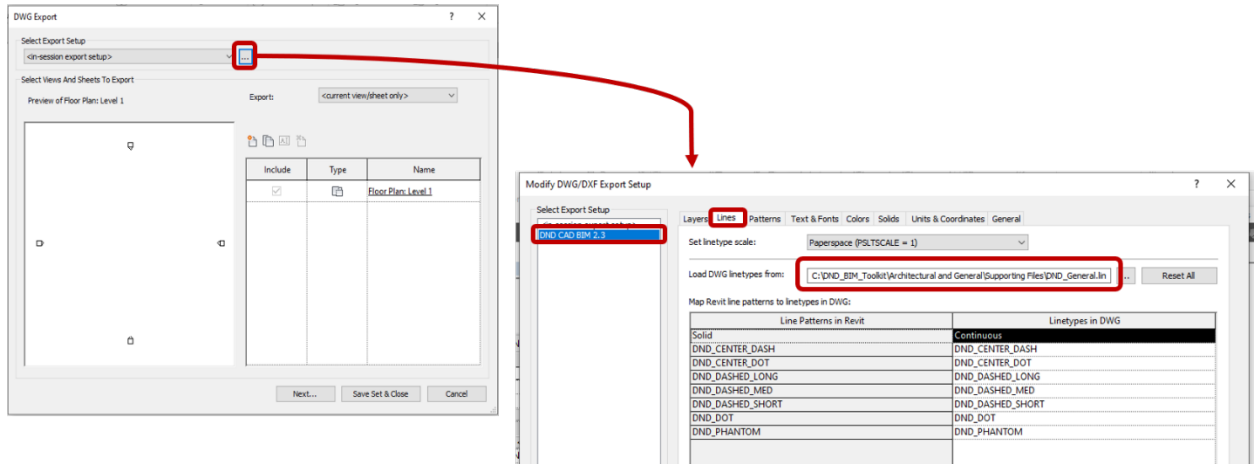 DWG Export
? ×
Select Export Setup
<in-session export setup>
...
Select Views And Sheets To Export
Preview of Floor Plan: Level 1
Export:
<current view/sheet only>
Include Type Name
Floor Plan: Level 1
Next... Save Set & Close Cancel
Modify DWG/DXF Export Setup
? ×
Select Export Setup
<in-session export setup>
DND CAD BIM 2.3
Layers Lines Patterns Text & Fonts Colors Solids Units & Coordinates General
Set linetype scale:
Paperspace (PSLTSCALE = 1)
Load DWG linetypes from:
C:\DND_BIM_Toolkit\Architectural and General\Supporting Files\DND_General.lin
... Reset All
Map Revit line patterns to linetypes in DWG:
Line Patterns in Revit Linetypes in DWG
Solid Continuous
DND_CENTER_DASH DND_CENTER_DASH
DND_CENTER_DOT DND_CENTER_DOT
DND_DASHED_LONG DND_DASHED_LONG
DND_DASHED_MED DND_DASHED_MED
DND_DASHED_SHORT DND_DASHED_SHORT
DND_DOT DND_DOT
DND_PHANTOM DND_PHANTOM